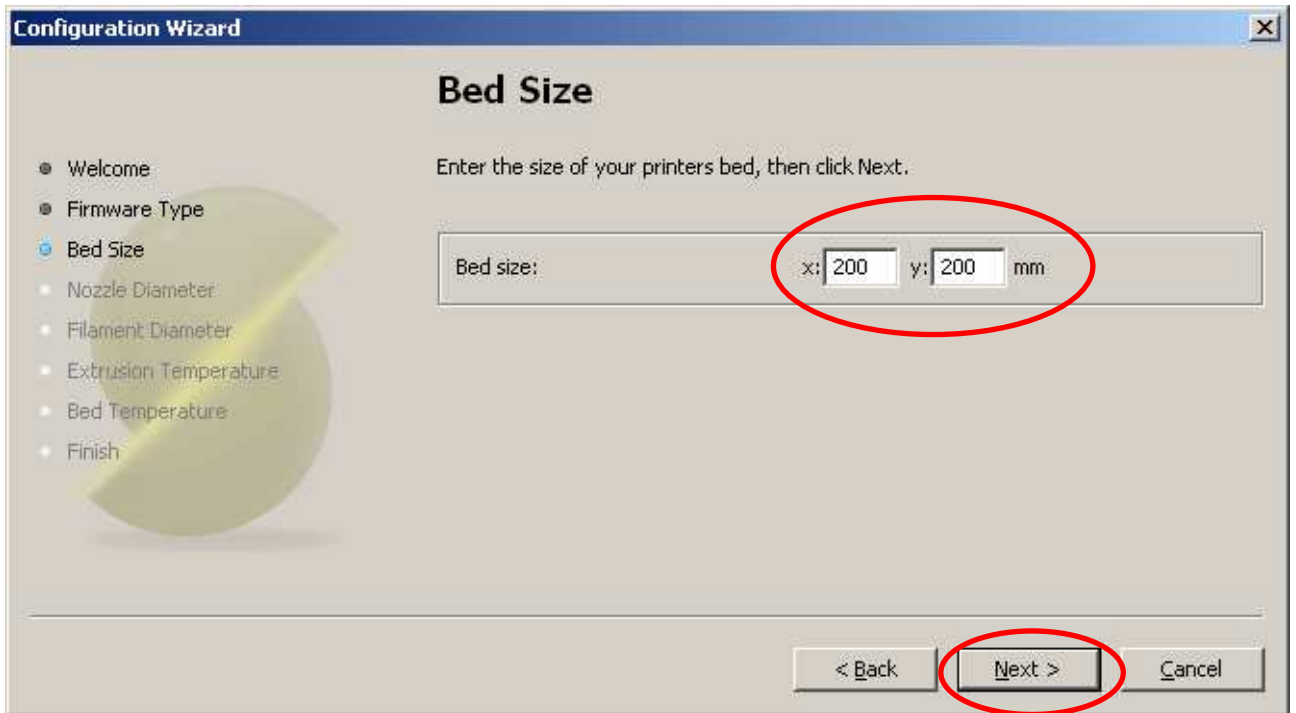 Configuration Wizard
Bed Size
Welcome
Firmware Type
Bed Size
Nozzle Diameter
Filament Diameter
Extrusion Temperature
Bed Temperature
Finish
Enter the size of your printers bed, then click Next.
Bed size: x: 200 y: 200 mm
< Back Next > Cancel